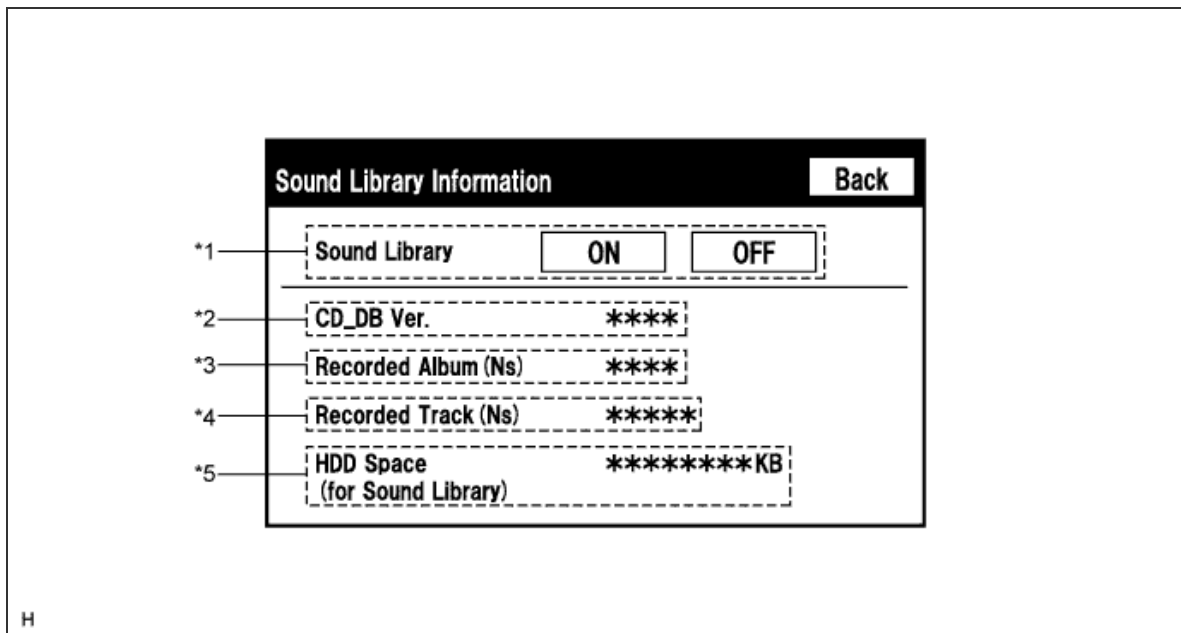 Sound Library Information Back
*1 Sound Library ON OFF
*2 CD_DB Ver. ****
*3 Recorded Album (Ns) ****
*4 Recorded Track (Ns) *****
*5 HDD Space ********KB
(for Sound Library)
H